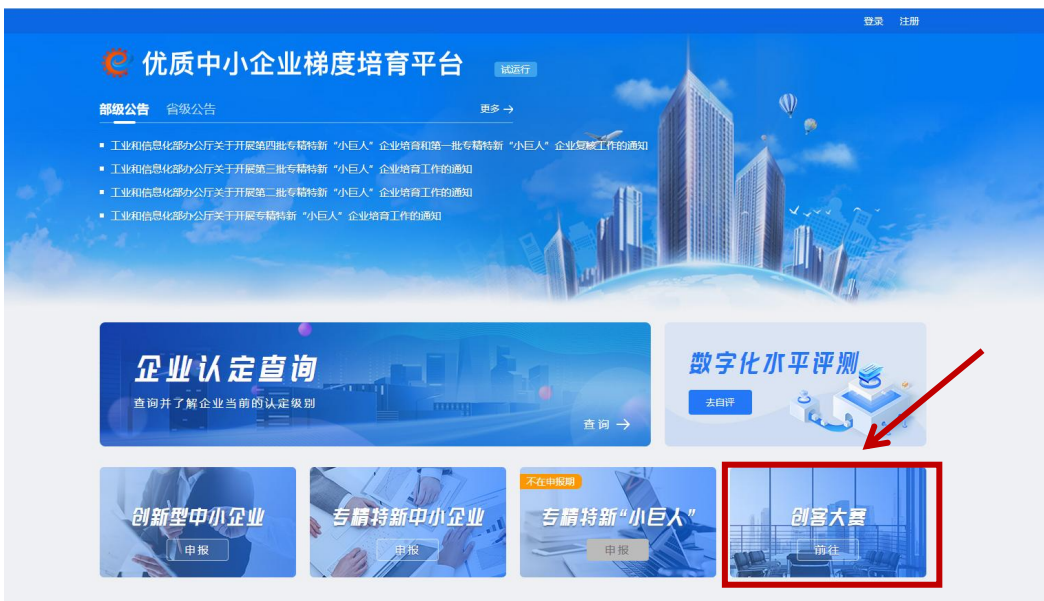 登录 注册
优质中小企业梯度培育平台 试运行
部级公告 省级公告 更多 →
工业和信息化部办公厅关于开展第四批专精特新“小巨人”企业培育和第一批专精特新“小巨人”企业复核工作的通知
工业和信息化部办公厅关于开展第三批专精特新“小巨人”企业培育工作的通知
工业和信息化部办公厅关于开展第二批专精特新“小巨人”企业培育工作的通知
工业和信息化部办公厅关于开展专精特新“小巨人”企业培育工作的通知
企业认定查询
查询并了解企业当前的认定级别
查询 →
数字化水平评测
去自评
创新型中小企业
申报
专精特新中小企业
申报
不在申报期
专精特新“小巨人”
申报
创客大赛
前往